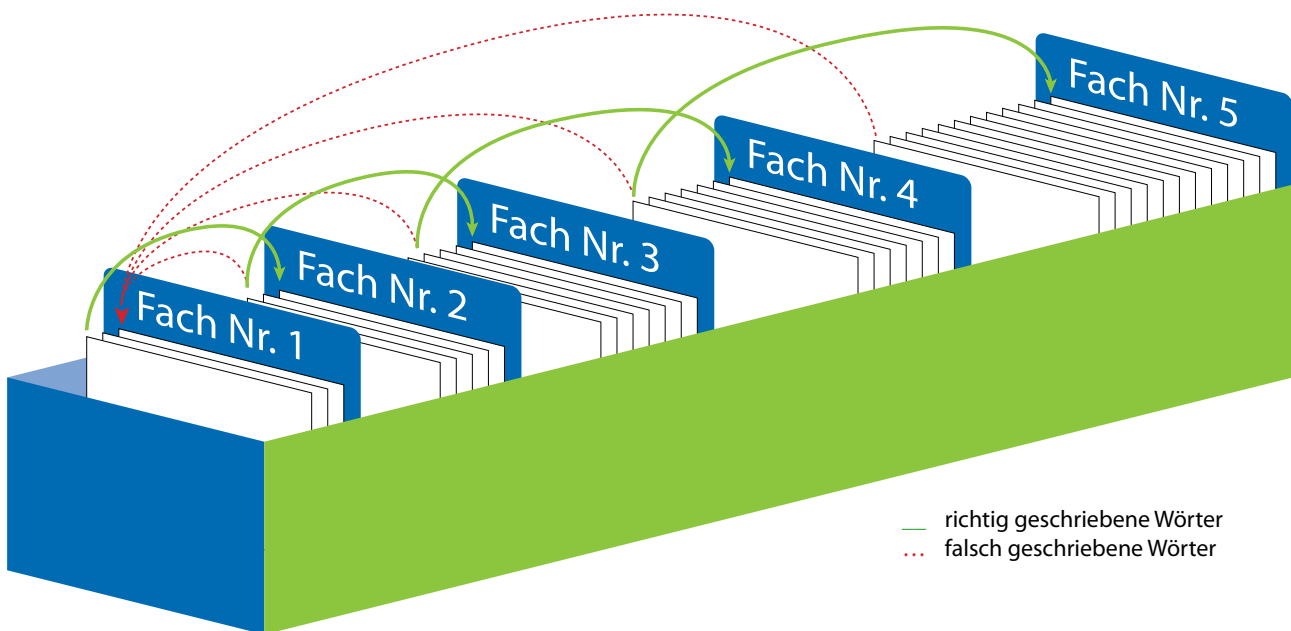 Fach Nr. 1
Fach Nr. 2
Fach Nr. 3
Fach Nr. 4
Fach Nr. 5
richtig geschriebene Wörter
falsch geschriebene Wörter